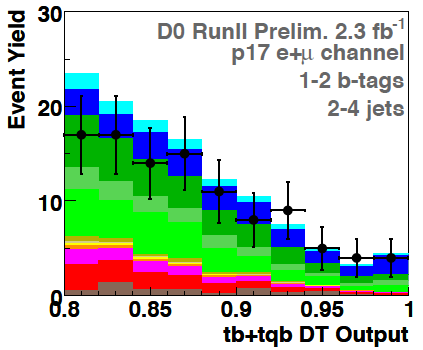 Event Yield
30
20
10
0
D0 RunII Prelim. 2.3 fb⁻¹
p17 e+μ channel
1-2 b-tags
2-4 jets
0.8 0.85 0.9 0.95 1
tb+tqb DT Output